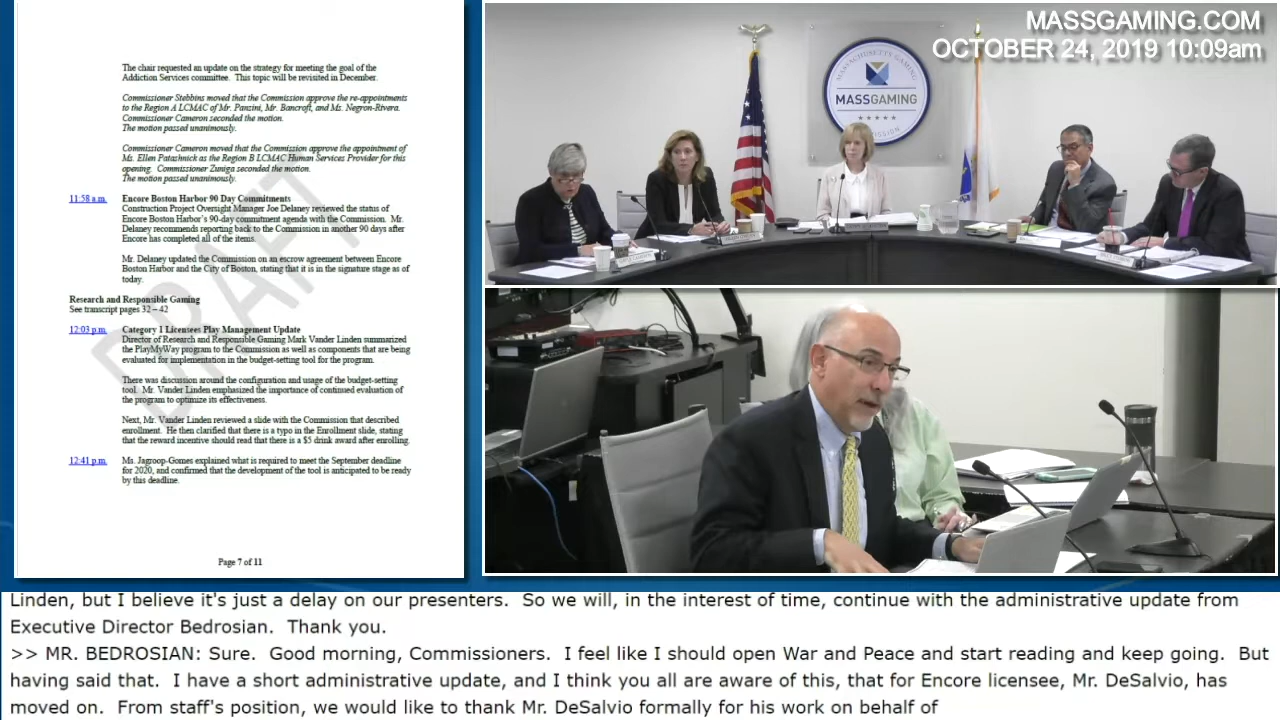 The chair requested an update on the strategy for meeting the goal of the
Addiction Services committee. This topic will be revisited in December.
Commissioner Stebbins moved that the Commission approve the re-appointments
to the Region A LCMAC of Mr. Panzini, Mr. Bancroft, and Ms. Negron-Rivera.
Commissioner Cameron seconded the motion.
The motion passed unanimously.
Commissioner Cameron moved that the Commission approve the appointment of
Ms. Ellen Patashnick as the Region B LCMAC Human Services Provider for this
opening. Commissioner Zuniga seconded the motion.
The motion passed unanimously.
11:58 a.m. Encore Boston Harbor 90 Day Commitments
Construction Project Oversight Manager Joe Delaney reviewed the status of
Encore Boston Harbor's 90-day commitment agenda with the Commission. Mr.
Delaney recommends reporting back to the Commission in another 90 days after
Encore has completed all of the items.
Mr. Delaney updated the Commission on an escrow agreement between Encore
Boston Harbor and the City of Boston, stating that it is in the signature stage as of
today.
Research and Responsible Gaming
See transcript pages 32 – 42
12:03 p.m. Category 1 Licensees Play Management Update
Director of Research and Responsible Gaming Mark Vander Linden summarized
the PlayMyWay program to the Commission as well as components that are being
evaluated for implementation in the budget-setting tool for the program.
There was discussion around the configuration and usage of the budget-setting
tool. Mr. Vander Linden emphasized the importance of continued evaluation of
the program to optimize its effectiveness.
Next, Mr. Vander Linden reviewed a slide with the Commission that described
enrollment. He then clarified that there is a typo in the Enrollment slide, stating
that the reward incentive should read that there is a $5 drink award after enrolling.
12:41 p.m. Ms. Jagroop-Gomes explained what is required to meet the September deadline
for 2020, and confirmed that the development of the tool is anticipated to be ready
by this deadline.
DRAFT
Page 7 of 11
MASSGAMING.COM
OCTOBER 24, 2019 10:09am
MASSACHUSETTS GAMING
MASSGAMING
Linden, but I believe it's just a delay on our presenters. So we will, in the interest of time, continue with the administrative update from
Executive Director Bedrosian. Thank you.
>> MR. BEDROSIAN: Sure. Good morning, Commissioners. I feel like I should open War and Peace and start reading and keep going. But
having said that. I have a short administrative update, and I think you all are aware of this, that for Encore licensee, Mr. DeSalvio, has
moved on. From staff's position, we would like to thank Mr. DeSalvio formally for his work on behalf of